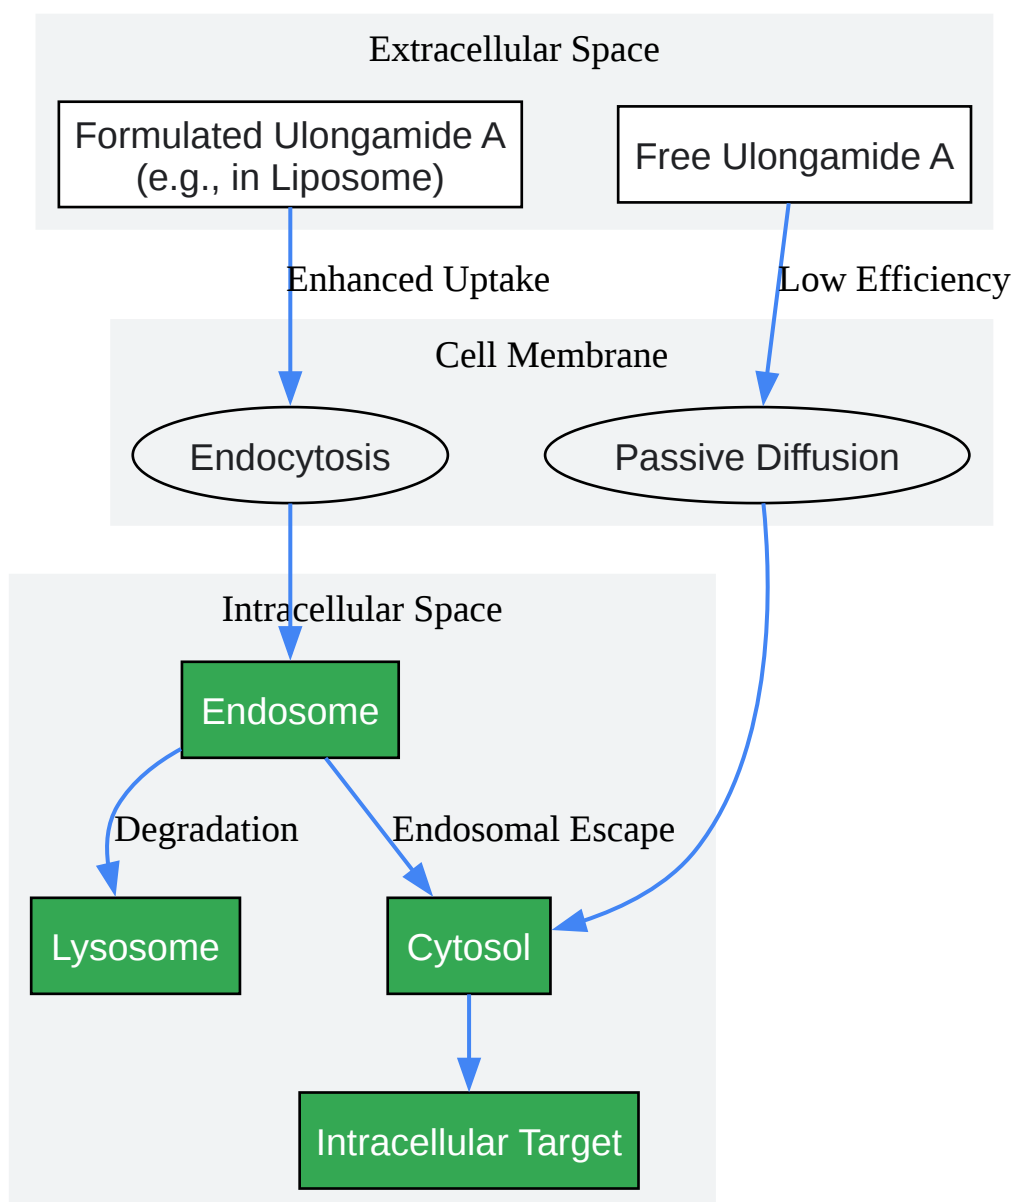 Extracellular Space
Formulated Ulongamide A
(e.g., in Liposome)
Free Ulongamide A
Enhanced Uptake
Low Efficiency
Cell Membrane
Endocytosis
Passive Diffusion
Intracellular Space
Endosome
Degradation
Endosomal Escape
Lysosome
Cytosol
Intracellular Target